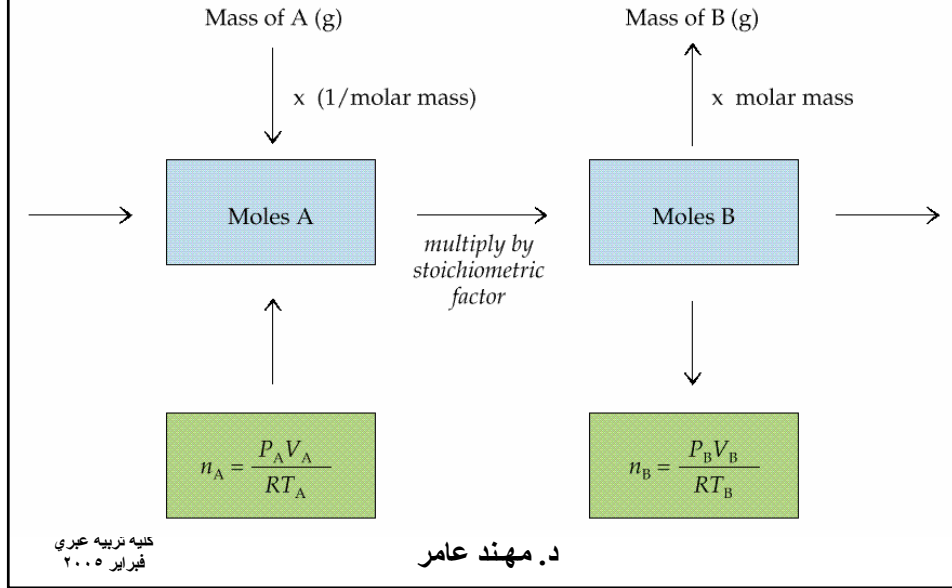 Mass of A (g)
Mass of B (g)
x (1/molar mass)
x molar mass
Moles A
Moles B
multiply by
stoichiometric
factor
n_A = P_A V_A / RT_A
n_B = P_B V_B / RT_B
كليه تربيه عبري
فبراير ٢٠٠٥
د. مهند عامر